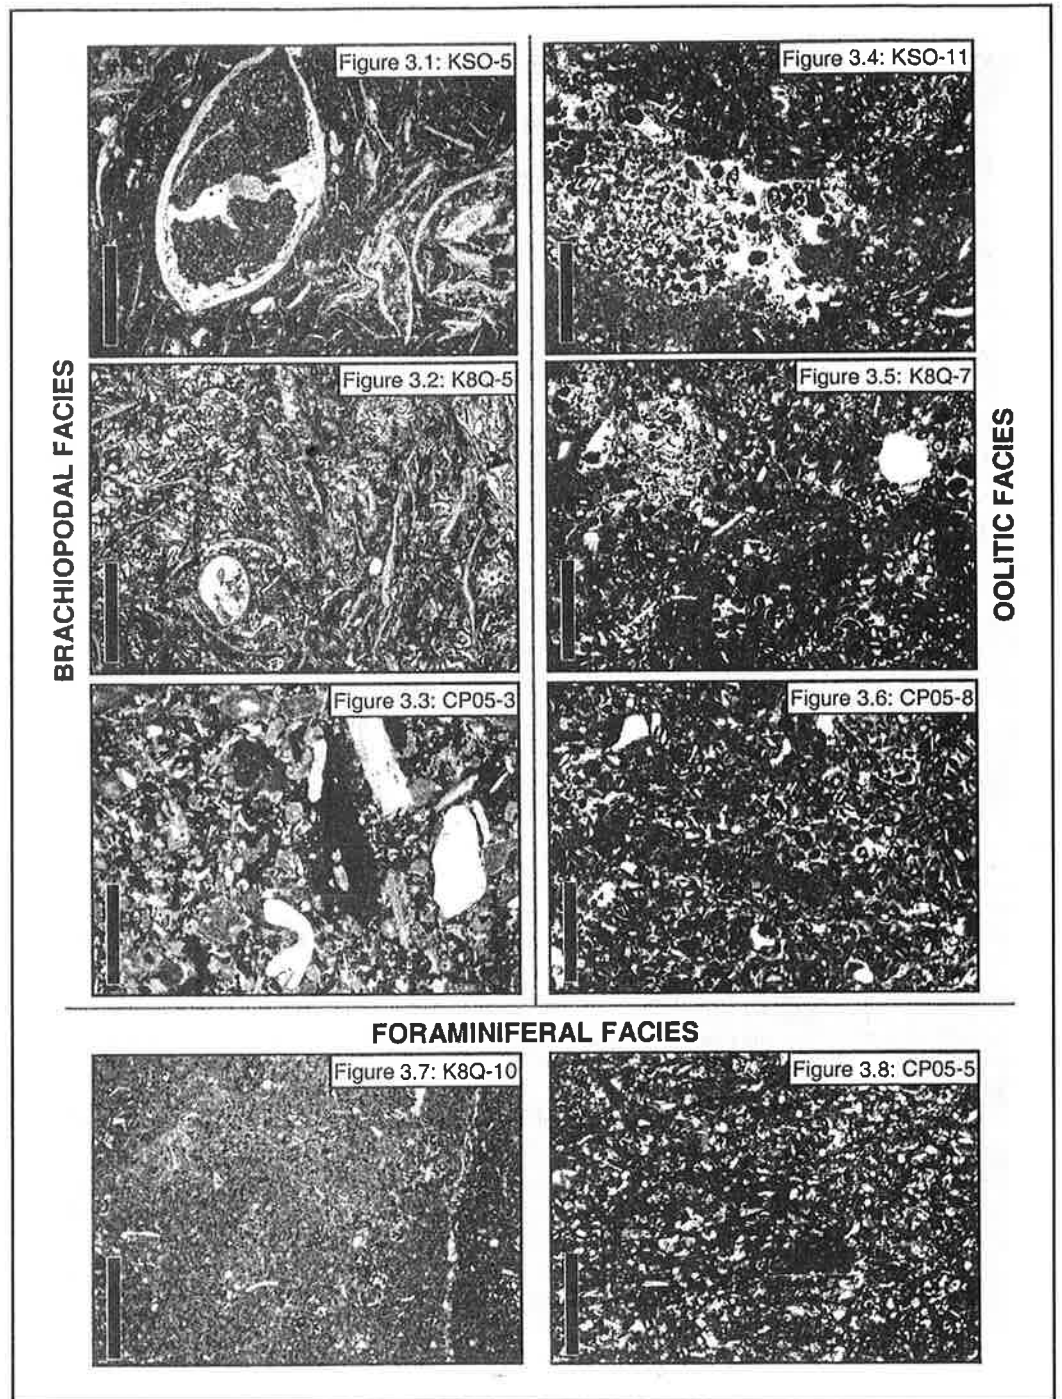 Figure 3.1: KSO-5
Figure 3.2: K8Q-5
Figure 3.3: CP05-3
BRACHIOPODAL FACIES
Figure 3.4: KSO-11
Figure 3.5: K8Q-7
Figure 3.6: CP05-8
OOLITIC FACIES
FORAMINIFERAL FACIES
Figure 3.7: K8Q-10
Figure 3.8: CP05-5